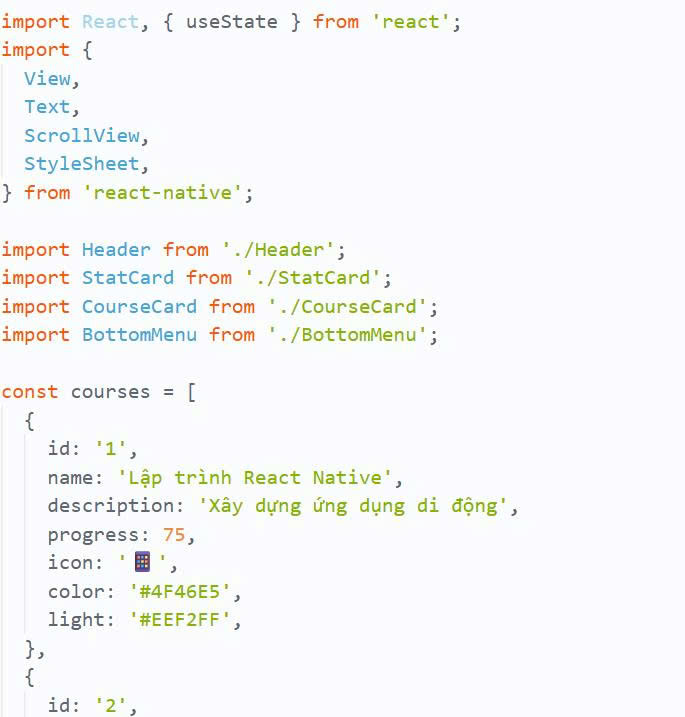 import React, { useState } from 'react';
import {
  View,
  Text,
  ScrollView,
  StyleSheet,
} from 'react-native';

import Header from './Header';
import StatCard from './StatCard';
import CourseCard from './CourseCard';
import BottomMenu from './BottomMenu';

const courses = [
  {
    id: '1',
    name: 'Lập trình React Native',
    description: 'Xây dựng ứng dụng di động',
    progress: 75,
    icon: '📱',
    color: '#4F46E5',
    light: '#EEF2FF',
  },
  {
    id: '2',